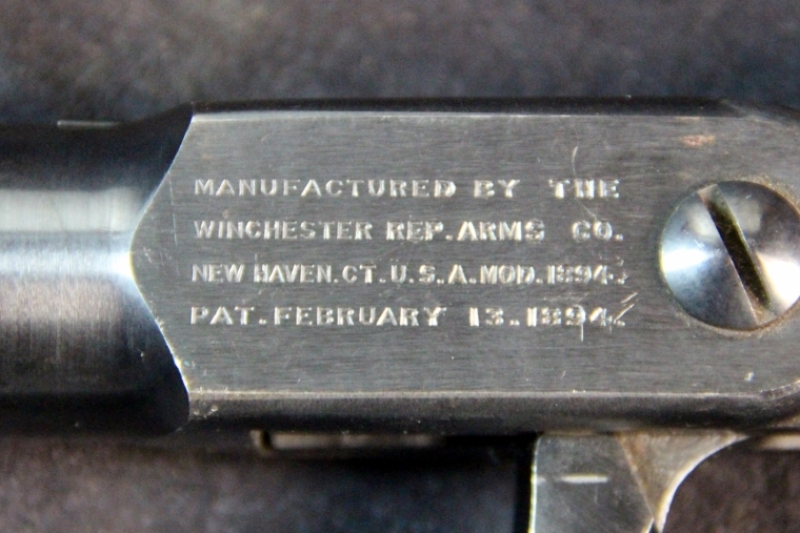 MANUFACTURED BY THE
WINCHESTER REP. ARMS CO.
NEW HAVEN. CT. U.S.A. MOD. 1894.
PAT. FEBRUARY 13. 1894.